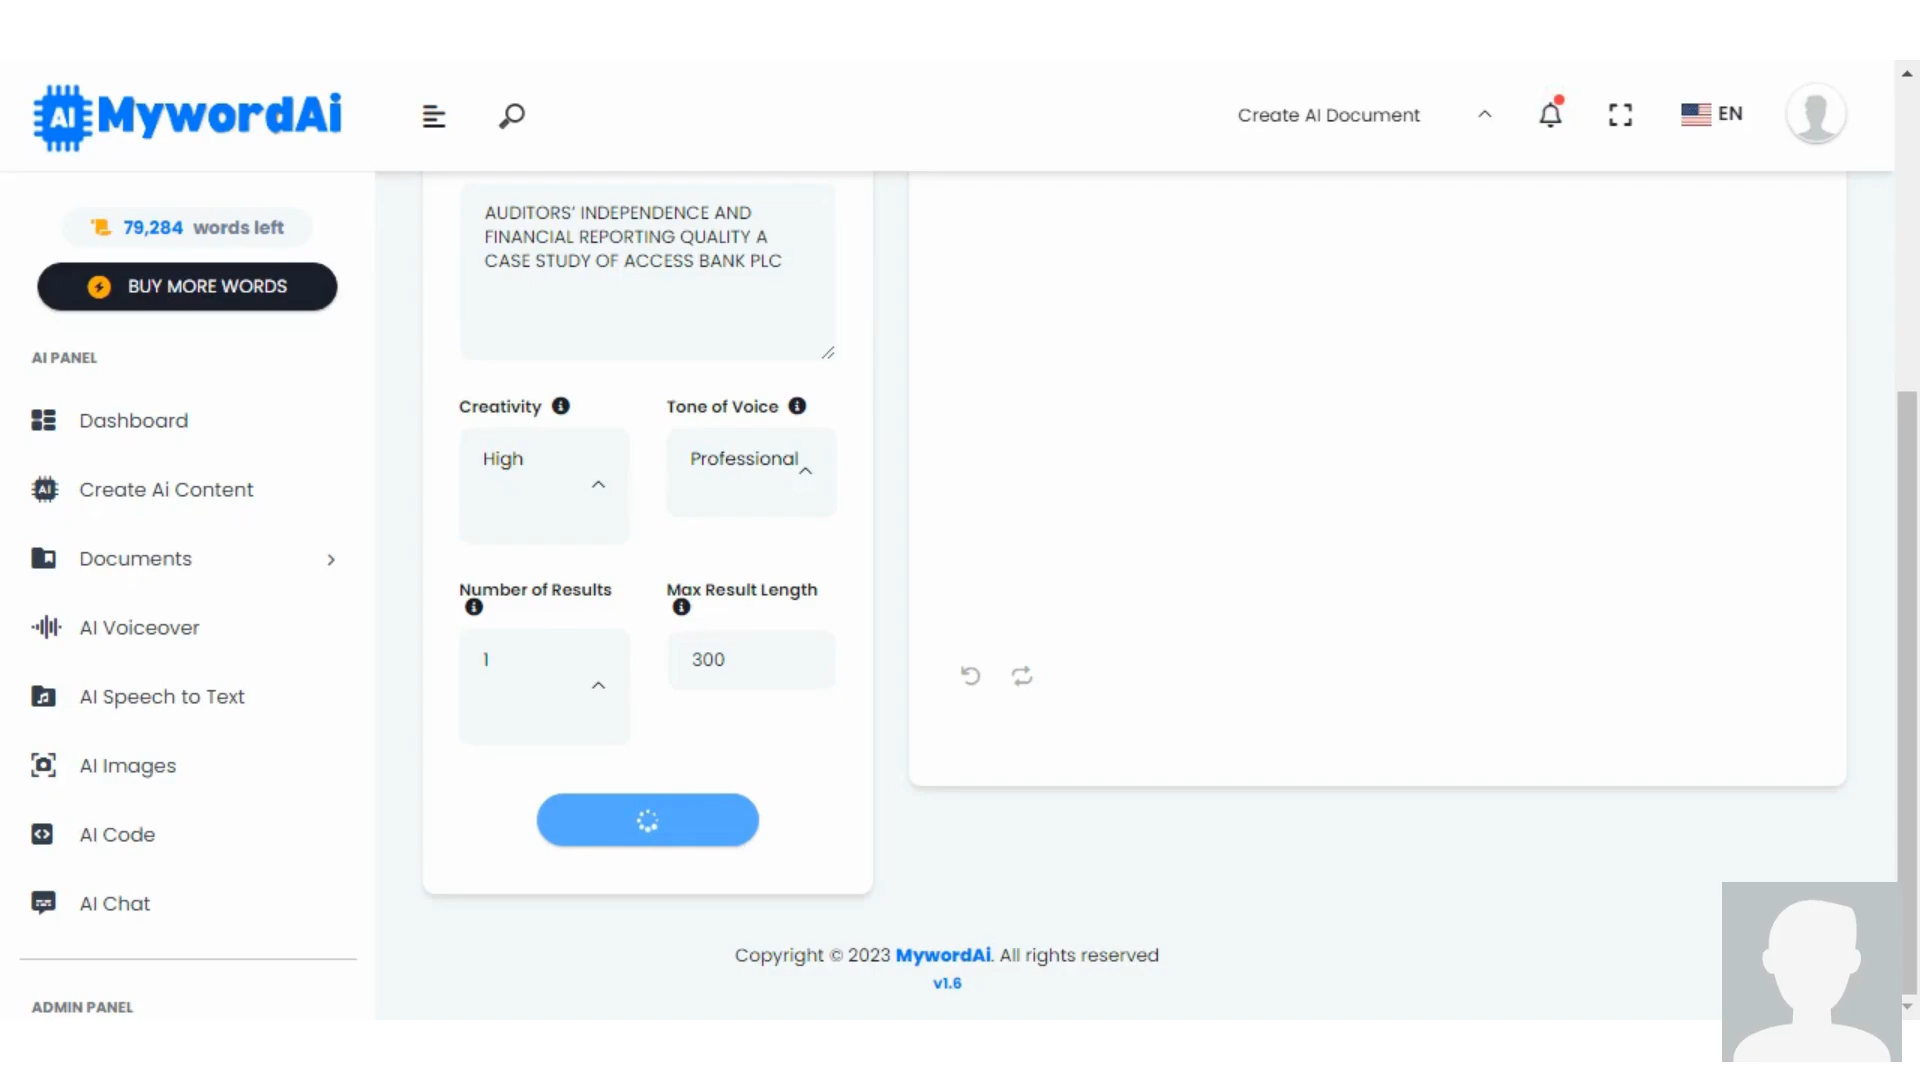 AI MywordAi
Create AI Document
EN
79,284 words left
BUY MORE WORDS
AI PANEL
Dashboard
AI Create Ai Content
Documents
AI Voiceover
AI Speech to Text
AI Images
AI Code
AI Chat
ADMIN PANEL
AUDITORS' INDEPENDENCE AND
FINANCIAL REPORTING QUALITY A
CASE STUDY OF ACCESS BANK PLC
Creativity
Tone of Voice
High
Professional
Number of Results
Max Result Length
1
300
Copyright © 2023 MywordAi. All rights reserved
v1.6